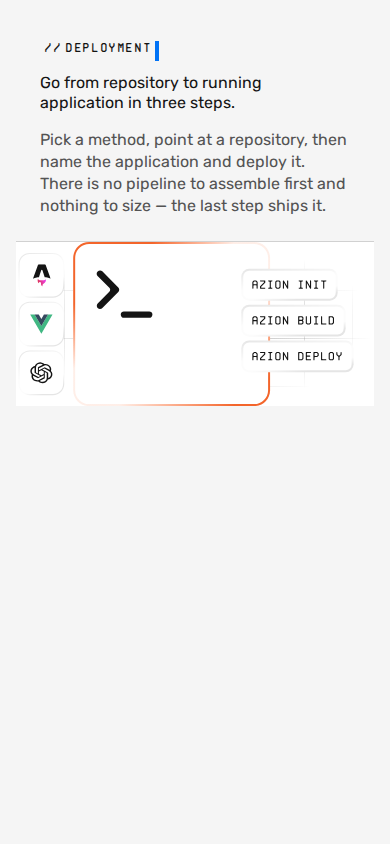 // DEPLOYMENT
Go from repository to running
application in three steps.
Pick a method, point at a repository, then
name the application and deploy it.
There is no pipeline to assemble first and
nothing to size — the last step ships it.
AZION INIT
AZION BUILD
AZION DEPLOY